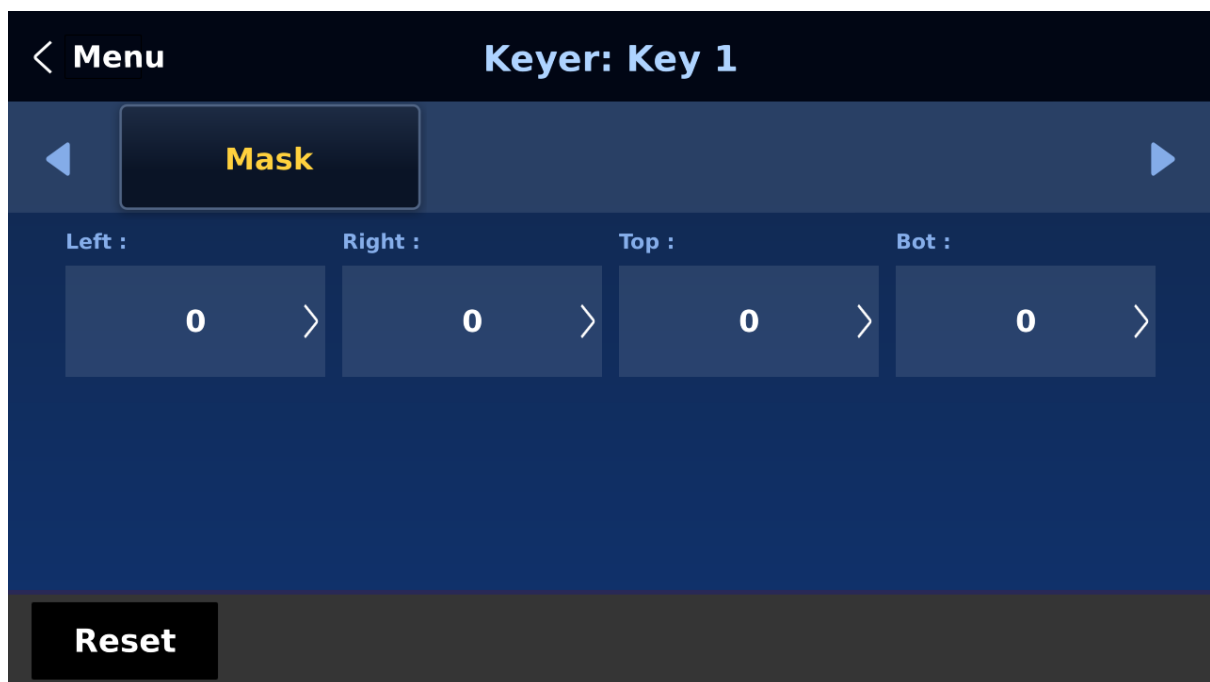 Menu
Keyer: Key 1
Mask
Left :
Right :
Top :
Bot :
0
0
0
0
Reset